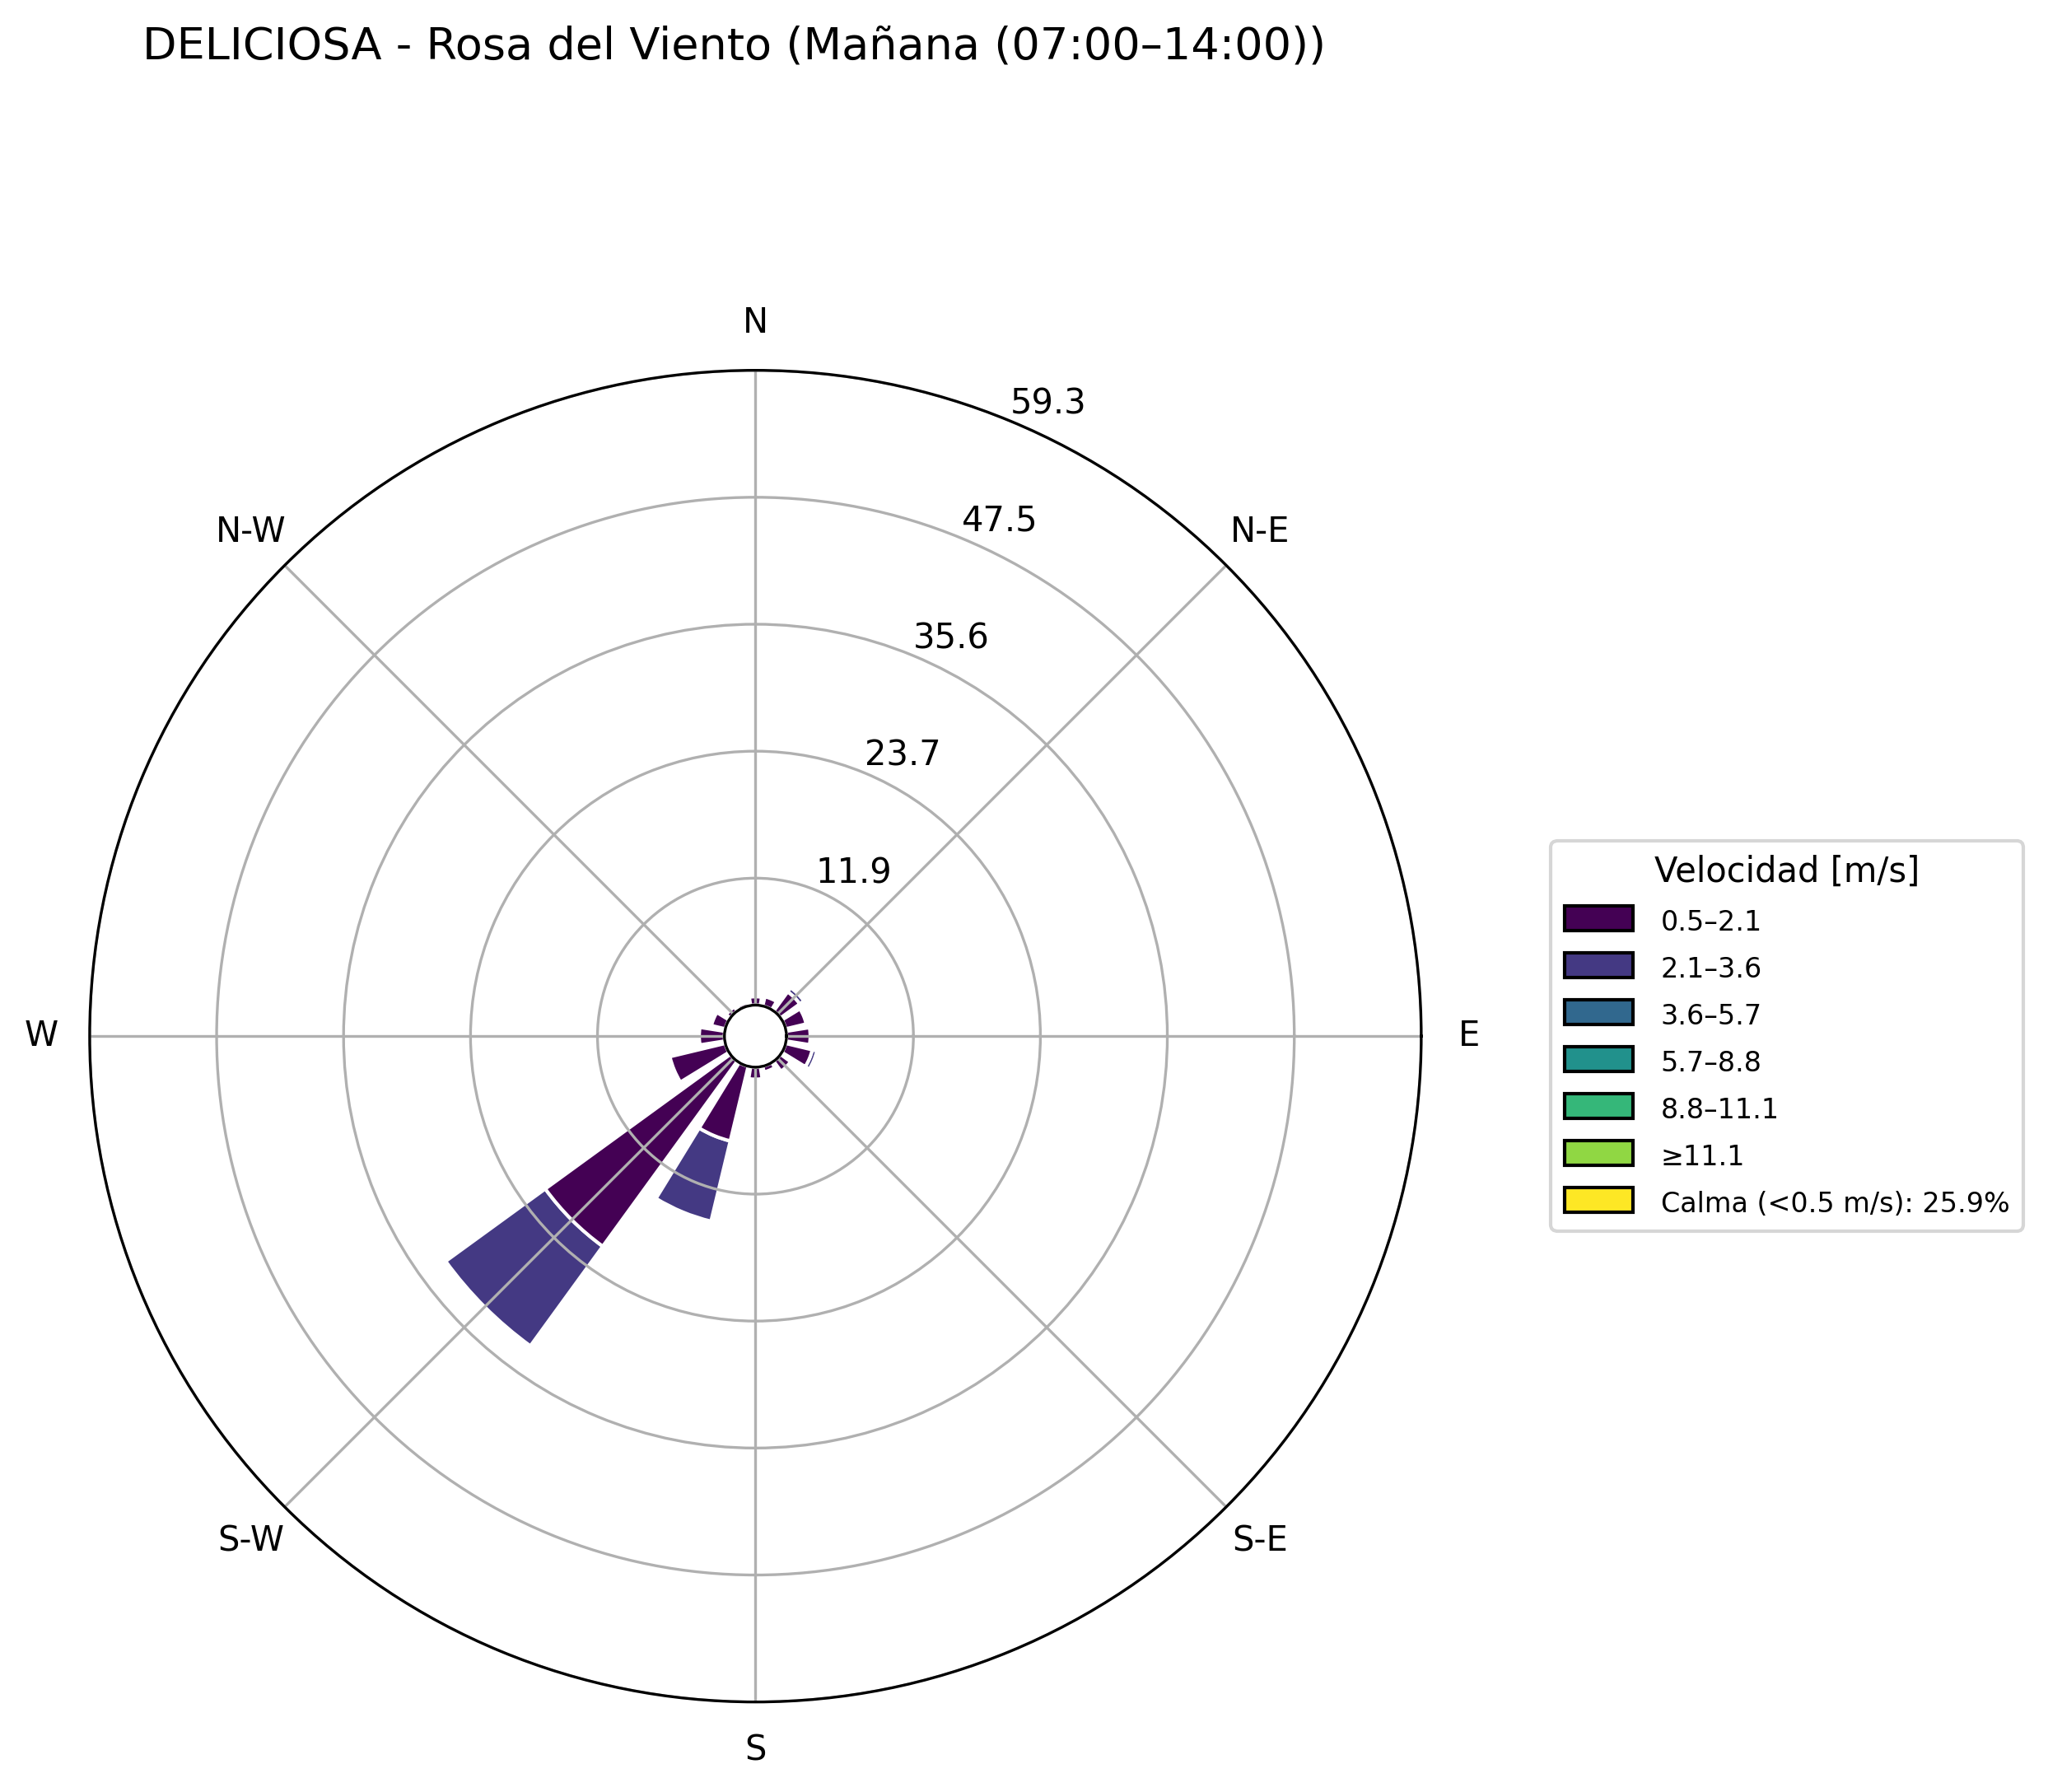 DELICIOSA - Rosa del Viento (Mañana (07:00–14:00))
N
59.3
47.5
N-W
N-E
35.6
23.7
11.9
Velocidad [m/s]
0.5–2.1
2.1–3.6
3.6–5.7
5.7–8.8
8.8–11.1
≥11.1
Calma (<0.5 m/s): 25.9%
W
E
S-W
S-E
S